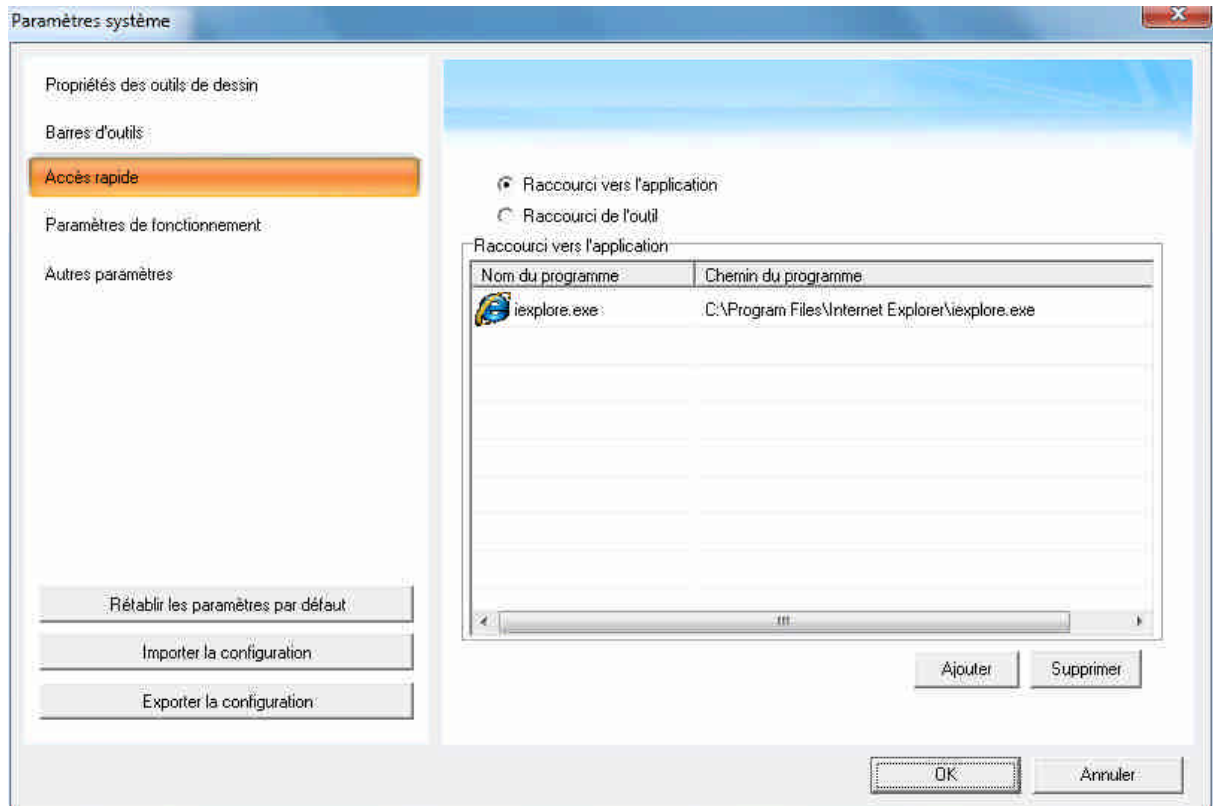 Paramètres système
Propriétés des outils de dessin
Barres d'outils
Accès rapide
Paramètres de fonctionnement
Autres paramètres
Rétablir les paramètres par défaut
Importer la configuration
Exporter la configuration
Raccourci vers l'application
Raccourci de l'outil
Raccourci vers l'application
Nom du programme Chemin du programme
iexplore.exe C:\Program Files\Internet Explorer\iexplore.exe
Ajouter Supprimer
OK Annuler